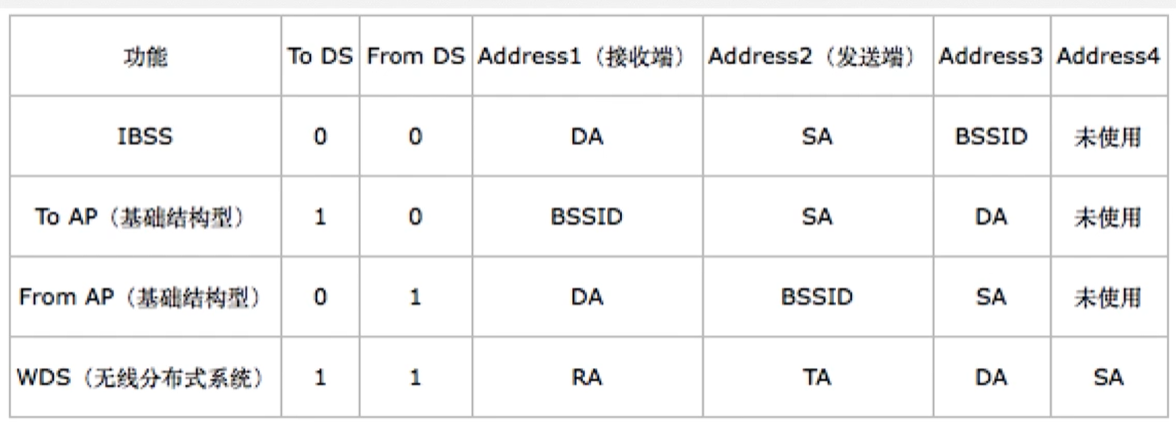 功能 To DS From DS Address1（接收端） Address2（发送端） Address3 Address4
IBSS 0 0 DA SA BSSID 未使用
To AP（基础结构型） 1 0 BSSID SA DA 未使用
From AP（基础结构型） 0 1 DA BSSID SA 未使用
WDS（无线分布式系统） 1 1 RA TA DA SA